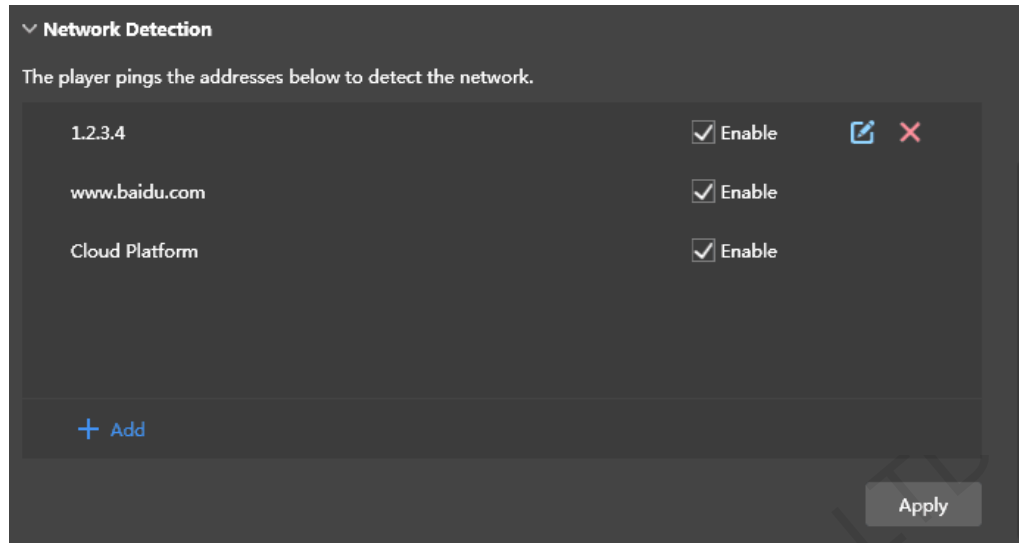 Network Detection
The player pings the addresses below to detect the network.
1.2.3.4 Enable
www.baidu.com Enable
Cloud Platform Enable
+ Add
Apply
LTD